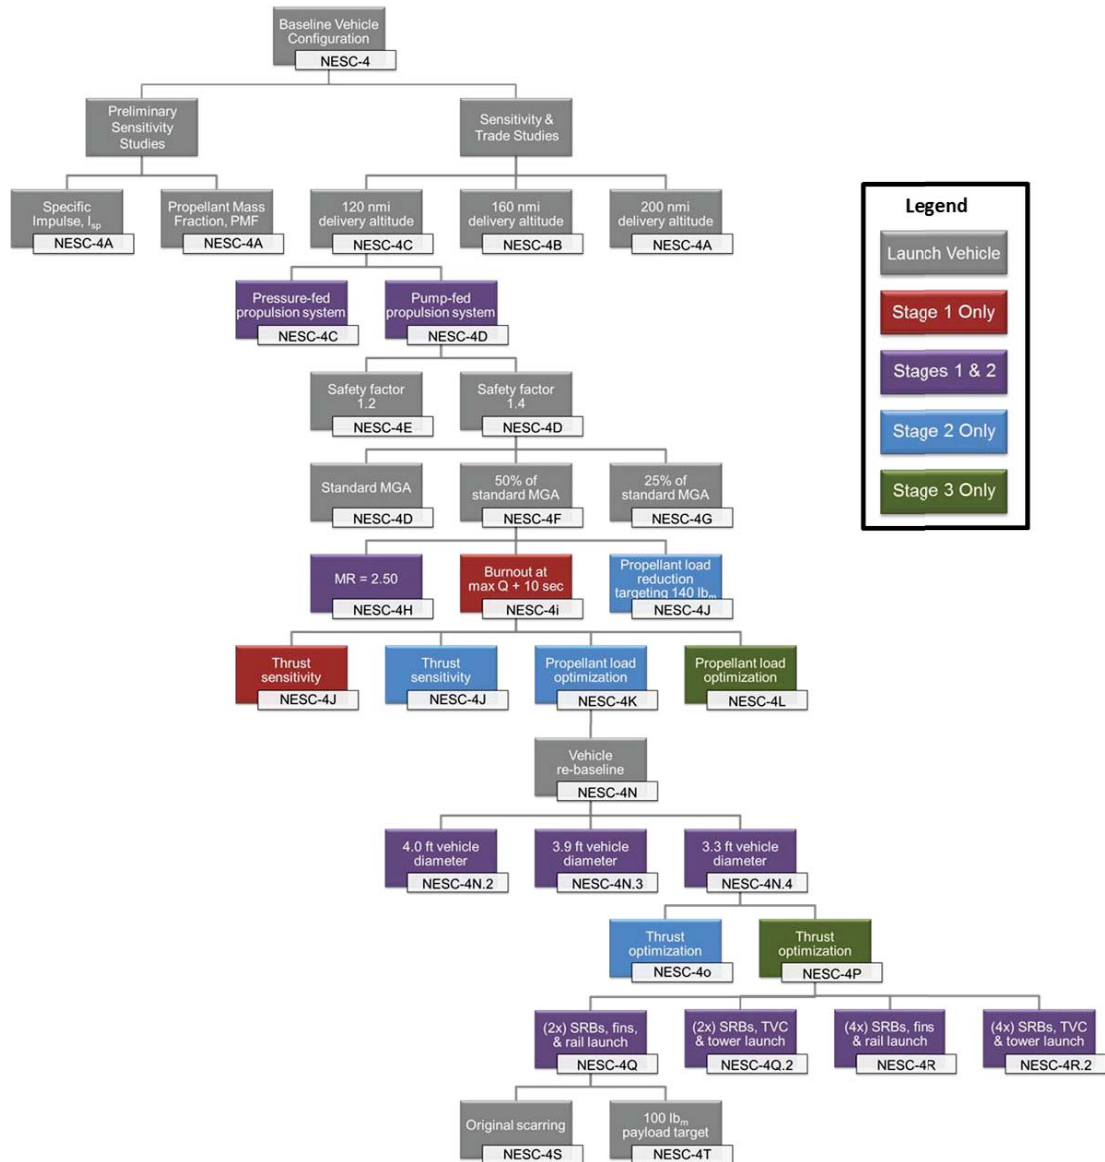 Baseline Vehicle
Configuration
NESC-4
Preliminary
Sensitivity
Studies
Sensitivity &
Trade Studies
Specific
Impulse, Isp
NESC-4A
Propellant Mass
Fraction, PMF
NESC-4A
120 nmi
delivery altitude
NESC-4C
160 nmi
delivery altitude
NESC-4B
200 nmi
delivery altitude
NESC-4A
Pressure-fed
propulsion system
NESC-4C
Pump-fed
propulsion system
NESC-4D
Safety factor
1.2
NESC-4E
Safety factor
1.4
NESC-4D
Standard MGA
NESC-4D
50% of
standard MGA
NESC-4F
25% of
standard MGA
NESC-4G
MR = 2.50
NESC-4H
Burnout at
max Q + 10 sec
NESC-4i
Propellant load
reduction
targeting 140 lbm
NESC-4J
Thrust
sensitivity
NESC-4J
Thrust
sensitivity
NESC-4J
Propellant load
optimization
NESC-4K
Propellant load
optimization
NESC-4L
Vehicle
re-baseline
NESC-4N
4.0 ft vehicle
diameter
NESC-4N.2
3.9 ft vehicle
diameter
NESC-4N.3
3.3 ft vehicle
diameter
NESC-4N.4
Thrust
optimization
NESC-4o
Thrust
optimization
NESC-4P
(2x) SRBs, fins,
& rail launch
NESC-4Q
(2x) SRBs, TVC
& tower launch
NESC-4Q.2
(4x) SRBs, fins
& rail launch
NESC-4R
(4x) SRBs, TVC
& tower launch
NESC-4R.2
Original scarring
NESC-4S
100 lbm
payload target
NESC-4T
Legend
Launch Vehicle
Stage 1 Only
Stages 1 & 2
Stage 2 Only
Stage 3 Only